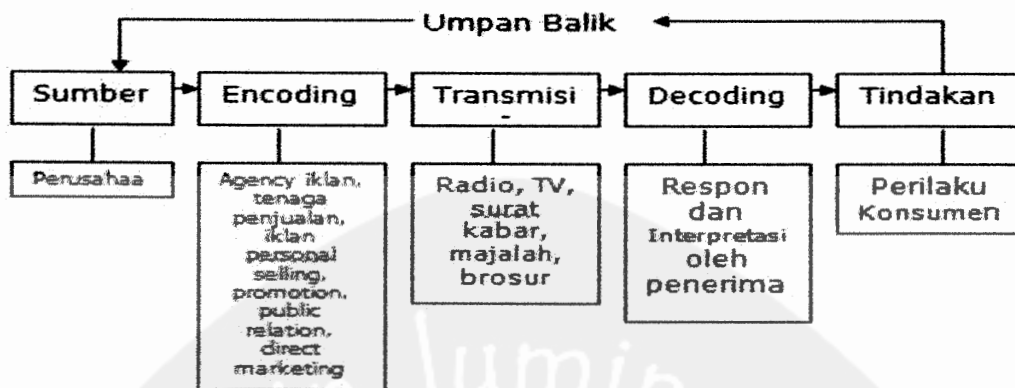 Umpan Balik
Sumber
Encoding
Transmisi
-
Decoding
Tindakan
Perusahaa
Agency iklan,
tenaga
penjualan,
iklan
personal
selling,
promotion,
public
relation,
direct
marketing
Radio, TV,
surat
kabar,
majalah,
brosur
Respon
dan
Interpretasi
oleh
penerima
Perilaku
Konsumen
lumin